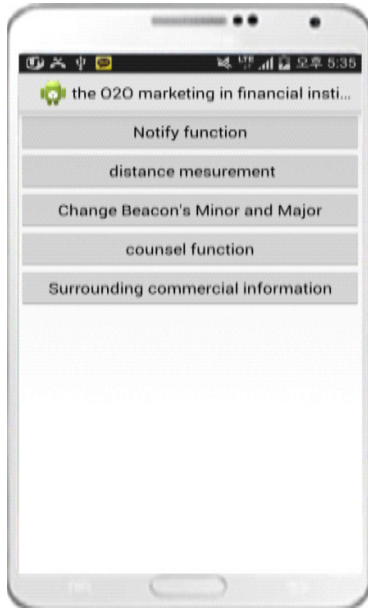 LTE 오후 5:35
the O2O marketing in financial insti...
Notify function
distance mesurement
Change Beacon's Minor and Major
counsel function
Surrounding commercial information